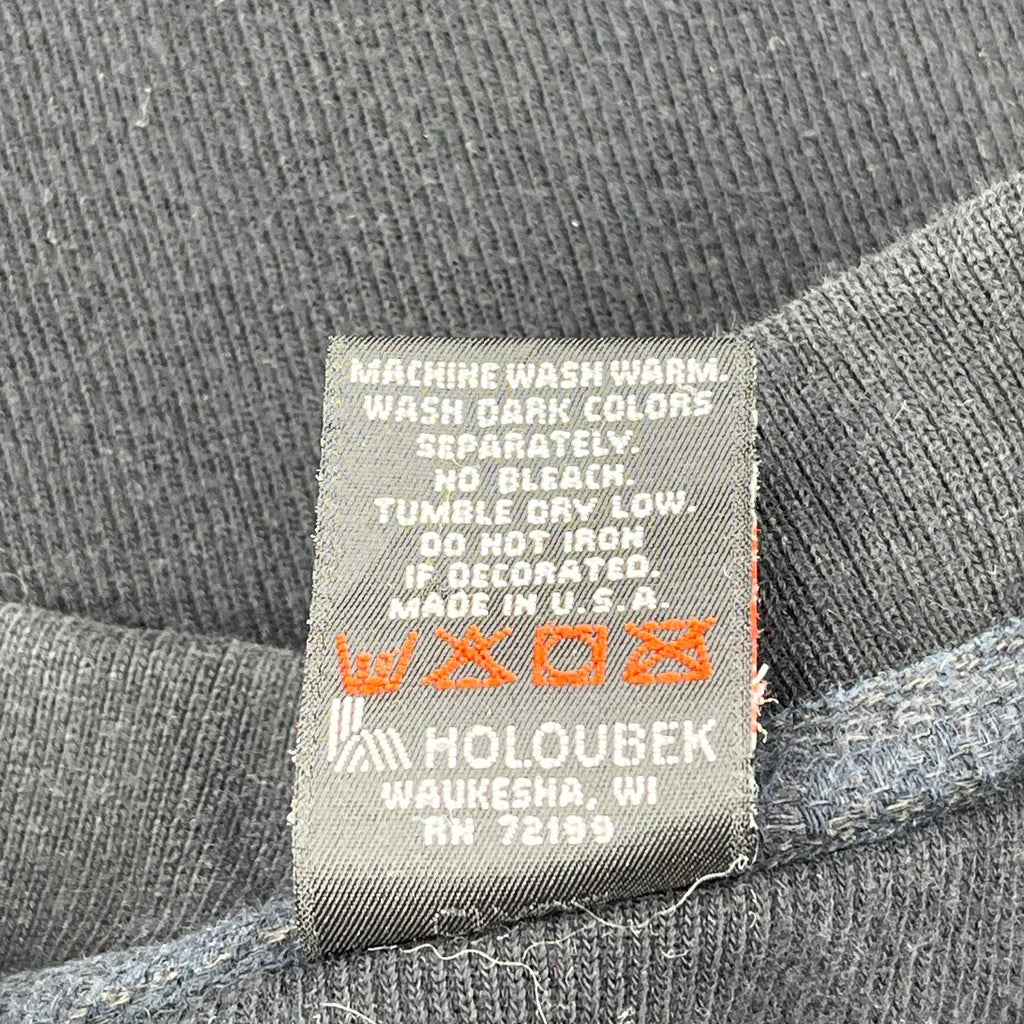 MACHINE WASH WARM.
WASH DARK COLORS
SEPARATELY.
NO BLEACH.
TUMBLE DRY LOW.
DO NOT IRON
IF DECORATED.
MADE IN U.S.A.
HOLOUBEK
WAUKESHA, WI
RN 72199